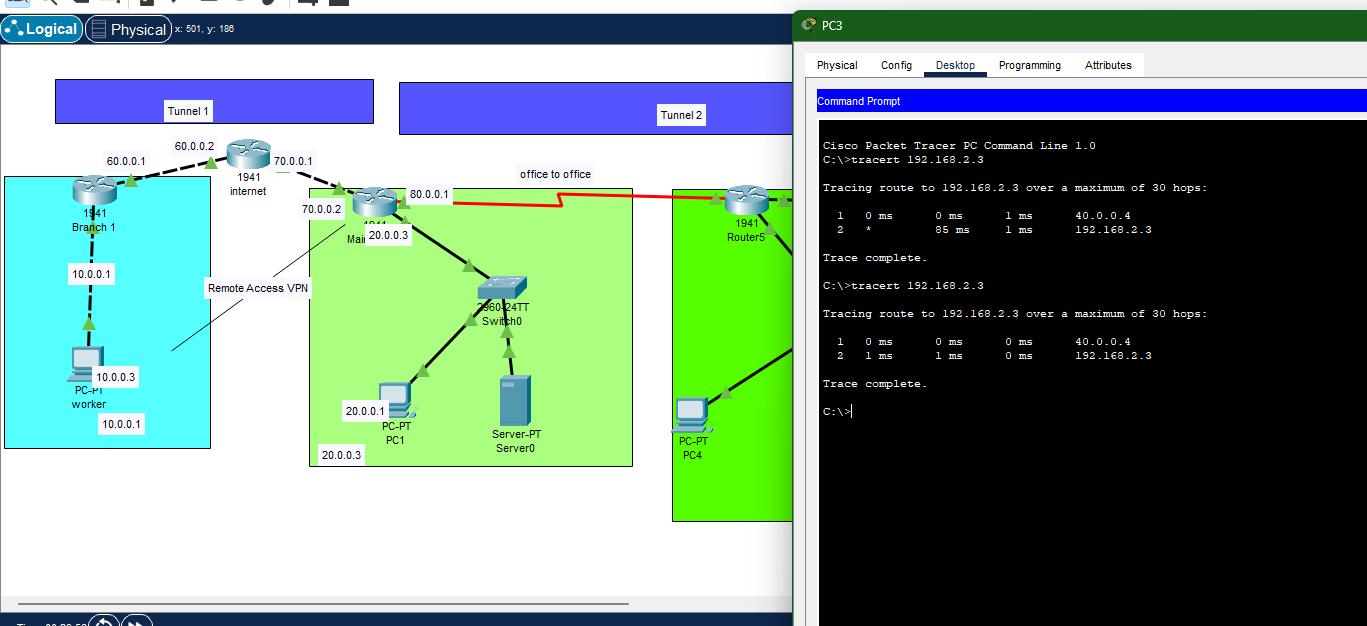 Logical
Physical
x: 501, y: 186
Tunnel 1
Tunnel 2
60.0.0.1
60.0.0.2
70.0.0.1
1941
internet
office to office
1941
Branch 1
70.0.0.2
80.0.0.1
20.0.0.3
1941
Router5
10.0.0.1
Remote Access VPN
2960-24TT
Switch0
10.0.0.3
PC-PT
worker
10.0.0.1
20.0.0.1
PC-PT
PC1
20.0.0.3
Server-PT
Server0
PC-PT
PC4
PC3
Physical
Config
Desktop
Programming
Attributes
Command Prompt
Cisco Packet Tracer PC Command Line 1.0
C:\>tracert 192.168.2.3
Tracing route to 192.168.2.3 over a maximum of 30 hops:
1 0 ms 0 ms 1 ms 40.0.0.4
2 * 85 ms 1 ms 192.168.2.3
Trace complete.
C:\>tracert 192.168.2.3
Tracing route to 192.168.2.3 over a maximum of 30 hops:
1 0 ms 0 ms 0 ms 40.0.0.4
2 1 ms 1 ms 0 ms 192.168.2.3
Trace complete.
C:\>